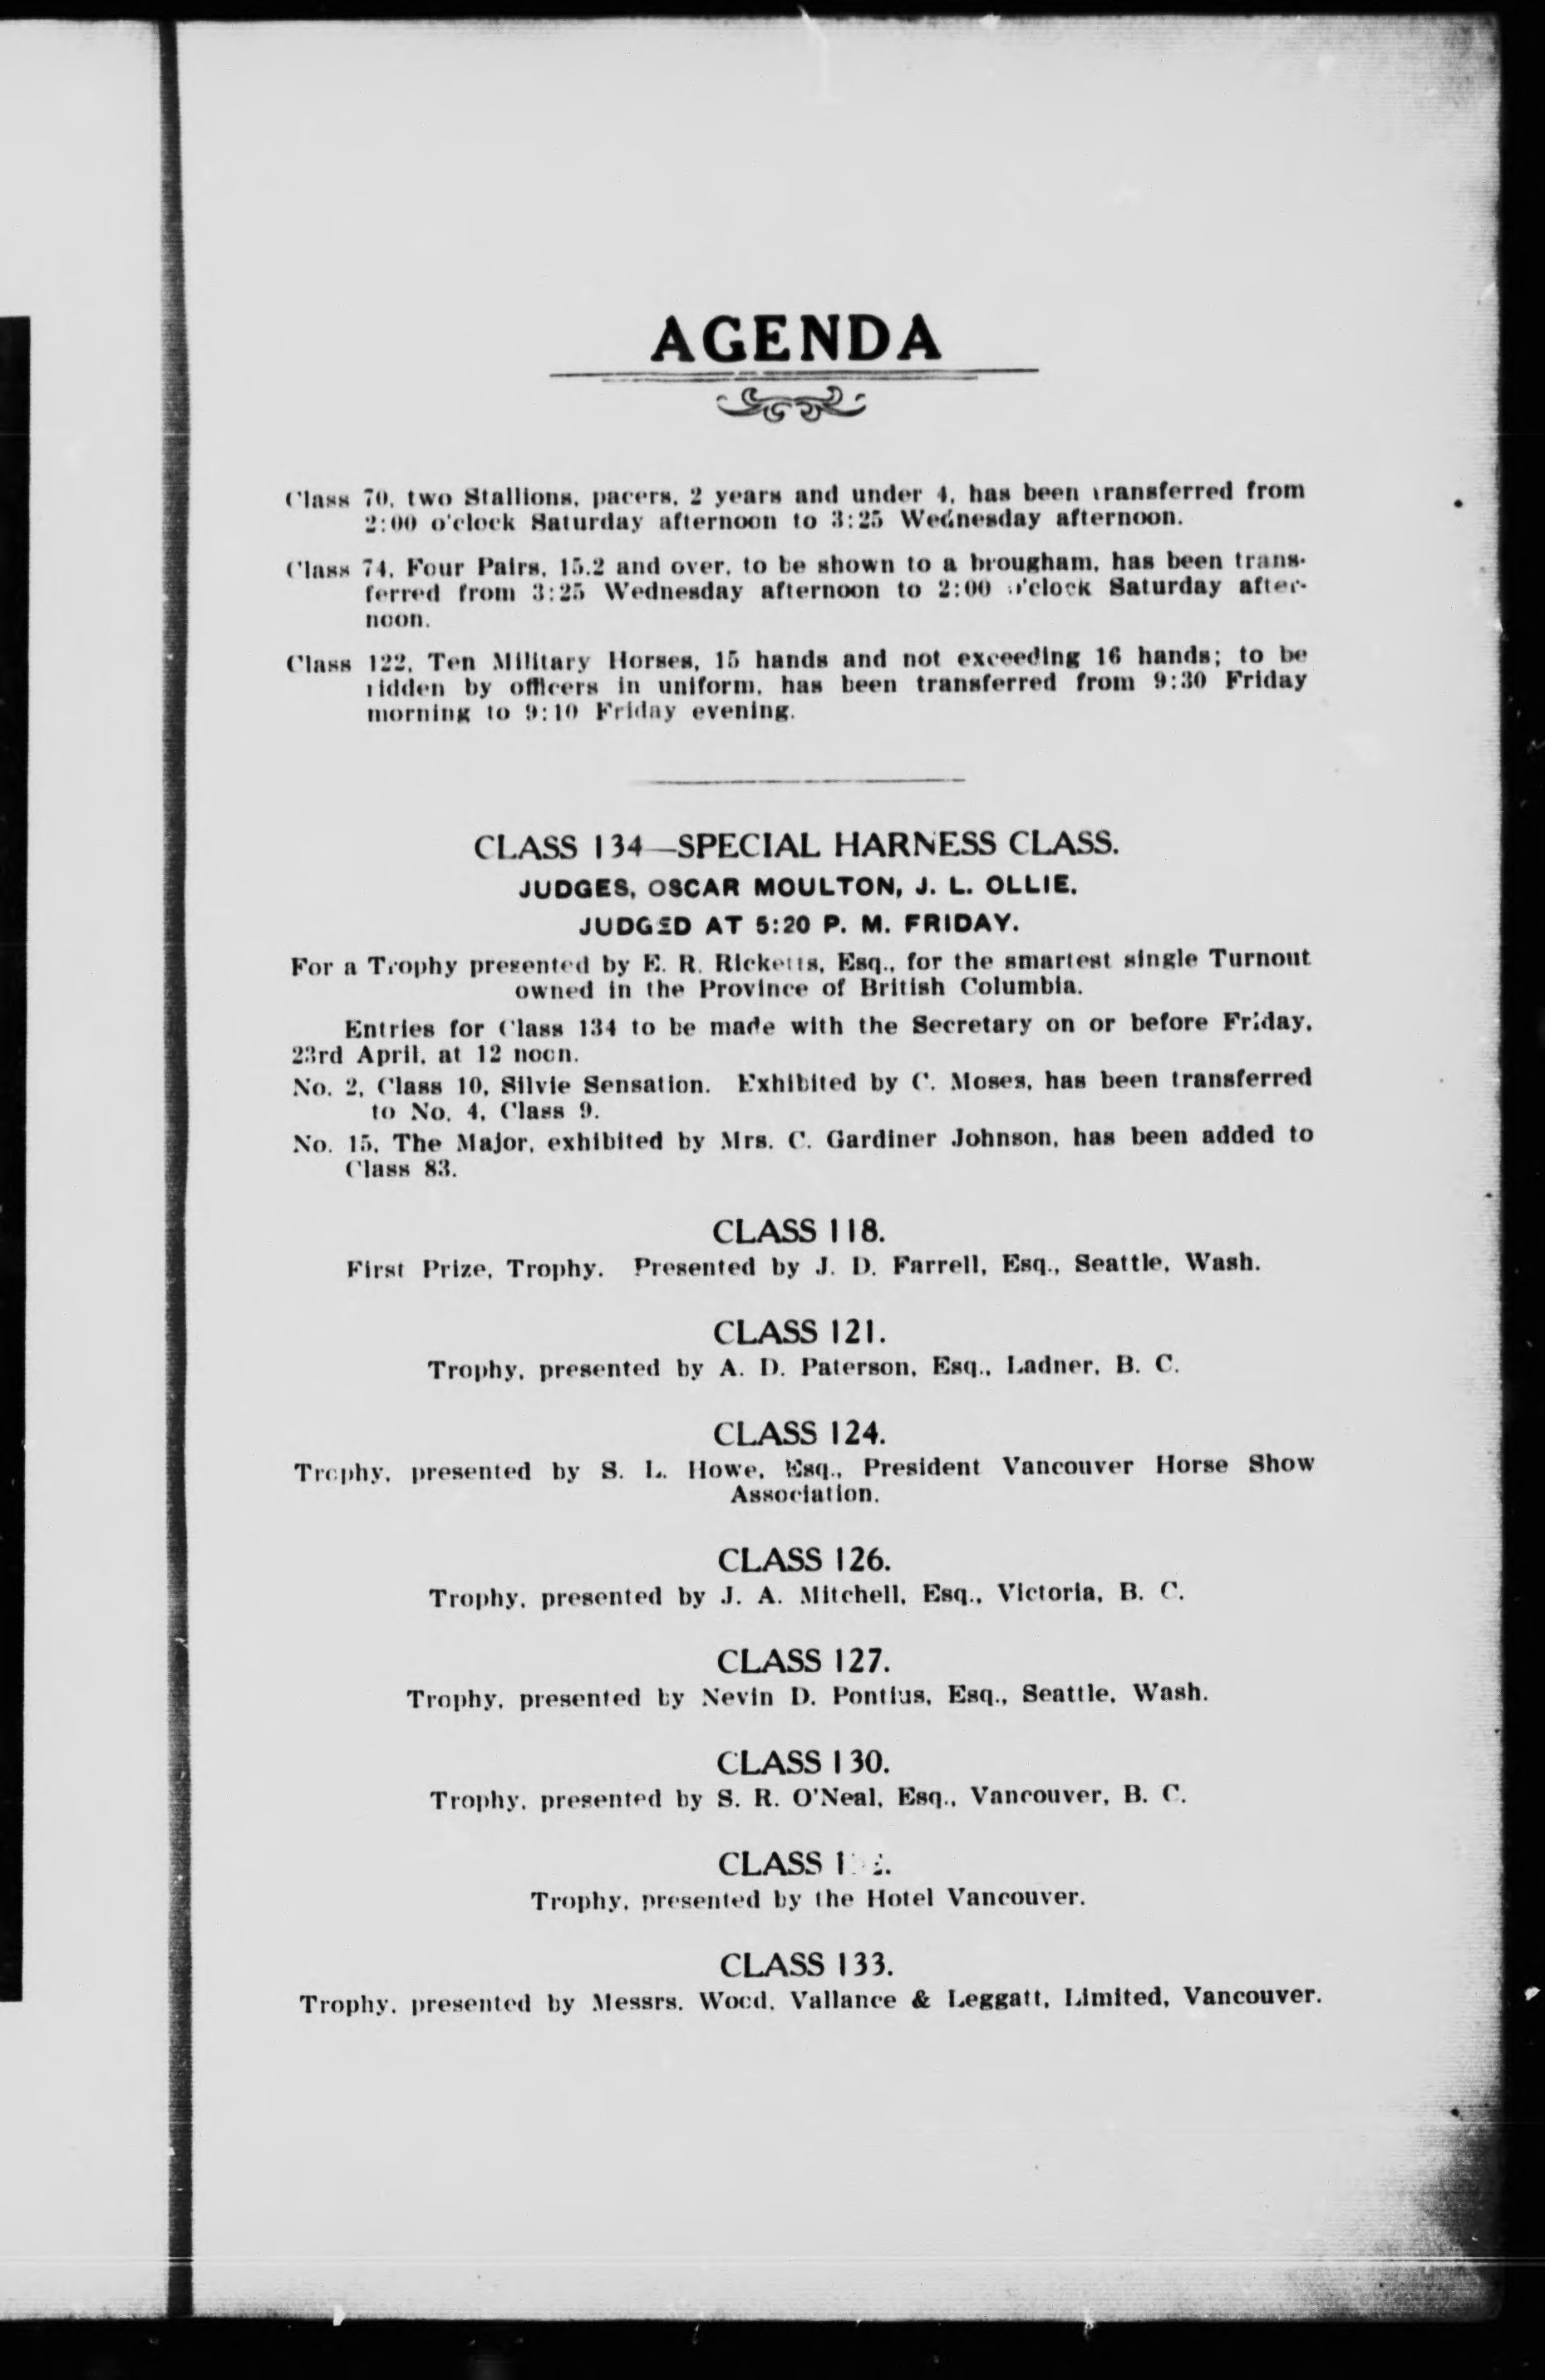 AGENDA
Class 70, two Stallions, pacers, 2 years and under 4, has been transferred from
2:00 o'clock Saturday afternoon to 3:25 Wednesday afternoon.
Class 74, Four Pairs, 15.2 and over, to be shown to a brougham, has been trans-
ferred from 3:25 Wednesday afternoon to 2:00 o'clock Saturday after-
noon.
Class 122, Ten Military Horses, 15 hands and not exceeding 16 hands; to be
ridden by officers in uniform, has been transferred from 9:30 Friday
morning to 9:10 Friday evening.
CLASS 134—SPECIAL HARNESS CLASS.
JUDGES, OSCAR MOULTON, J. L. OLLIE.
JUDGED AT 5:20 P. M. FRIDAY.
For a Trophy presented by E. R. Ricketts, Esq., for the smartest single Turnout
owned in the Province of British Columbia.
Entries for Class 134 to be made with the Secretary on or before Friday,
23rd April, at 12 noon.
No. 2, Class 10, Silvie Sensation. Exhibited by C. Moses, has been transferred
to No. 4, Class 9.
No. 15, The Major, exhibited by Mrs. C. Gardiner Johnson, has been added to
Class 83.
CLASS 118.
First Prize, Trophy. Presented by J. D. Farrell, Esq., Seattle, Wash.
CLASS 121.
Trophy, presented by A. D. Paterson, Esq., Ladner, B. C.
CLASS 124.
Trophy, presented by S. L. Howe, Esq., President Vancouver Horse Show
Association.
CLASS 126.
Trophy, presented by J. A. Mitchell, Esq., Victoria, B. C.
CLASS 127.
Trophy, presented by Nevin D. Pontius, Esq., Seattle, Wash.
CLASS 130.
Trophy, presented by S. R. O'Neal, Esq., Vancouver, B. C.
CLASS
Trophy, presented by the Hotel Vancouver.
CLASS 133.
Trophy, presented by Messrs. Wood, Vallance & Leggatt, Limited, Vancouver.